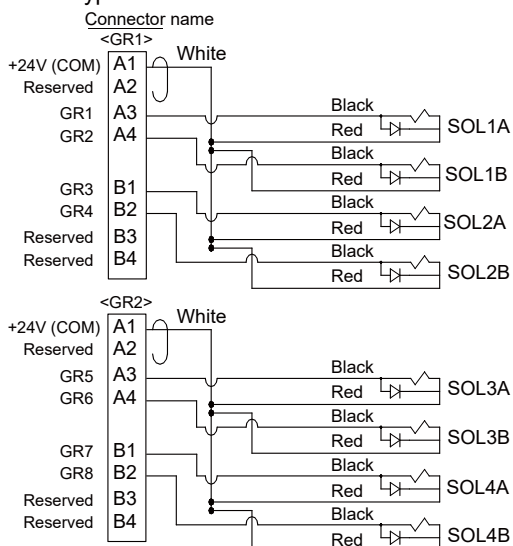 Connector name
<GR1>
White
+24V (COM) A1
Reserved A2
GR1 A3
GR2 A4
GR3 B1
GR4 B2
Reserved B3
Reserved B4
Black
Red
SOL1A
Black
Red
SOL1B
Black
Red
SOL2A
Black
Red
SOL2B
<GR2>
White
+24V (COM) A1
Reserved A2
GR5 A3
GR6 A4
GR7 B1
GR8 B2
Reserved B3
Reserved B4
Black
Red
SOL3A
Black
Red
SOL3B
Black
Red
SOL4A
Black
Red
SOL4B